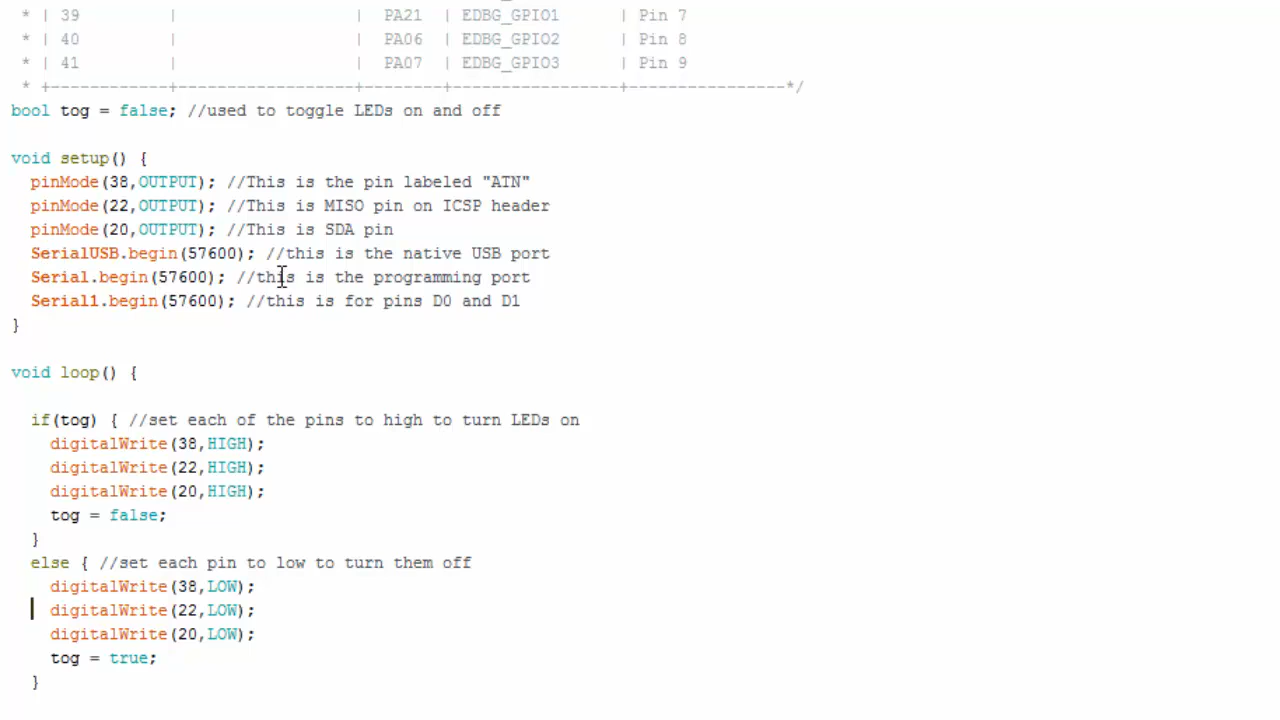 * | 39 | | PA21 | EDBG_GPIO1 | Pin 7
* | 40 | | PA06 | EDBG_GPIO2 | Pin 8
* | 41 | | PA07 | EDBG_GPIO3 | Pin 9
* +-------------+------------------+--------+-----------------+----------------*/
bool tog = false; //used to toggle LEDs on and off
void setup() {
pinMode(38,OUTPUT); //This is the pin labeled "ATN"
pinMode(22,OUTPUT); //This is MISO pin on ICSP header
pinMode(20,OUTPUT); //This is SDA pin
SerialUSB.begin(57600); //this is the native USB port
Serial.begin(57600); //this is the programming port
Serial1.begin(57600); //this is for pins D0 and D1
}
void loop() {
if(tog) { //set each of the pins to high to turn LEDs on
digitalWrite(38,HIGH);
digitalWrite(22,HIGH);
digitalWrite(20,HIGH);
tog = false;
}
else { //set each pin to low to turn them off
digitalWrite(38,LOW);
digitalWrite(22,LOW);
digitalWrite(20,LOW);
tog = true;
}